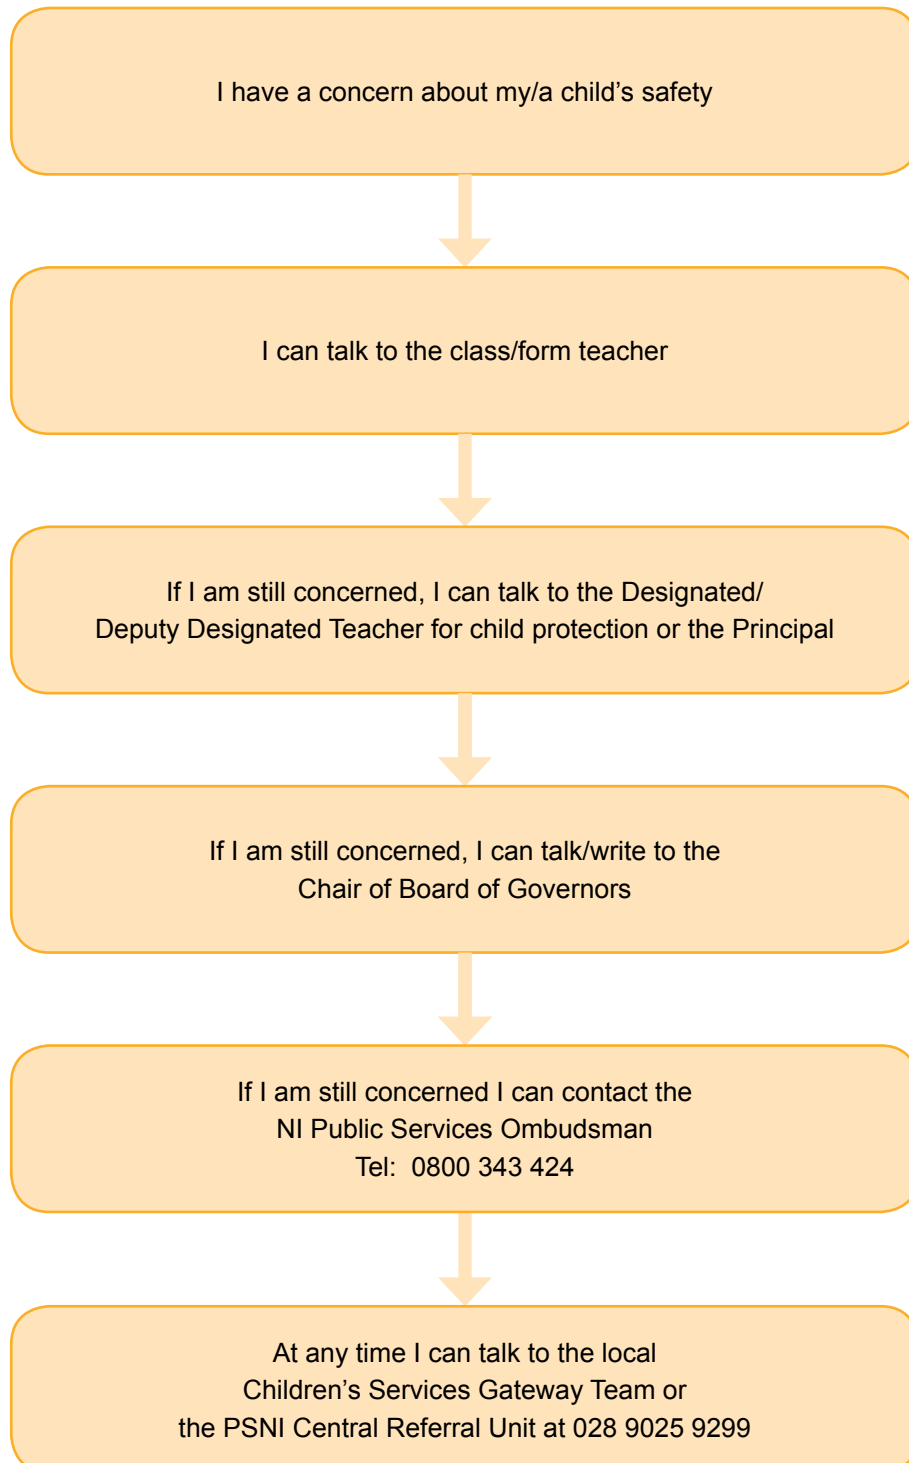 I have a concern about my/a child’s safety
I can talk to the class/form teacher
If I am still concerned, I can talk to the Designated/
Deputy Designated Teacher for child protection or the Principal
If I am still concerned, I can talk/write to the
Chair of Board of Governors
If I am still concerned I can contact the
NI Public Services Ombudsman
Tel:  0800 343 424
At any time I can talk to the local
Children’s Services Gateway Team or
the PSNI Central Referral Unit at 028 9025 9299